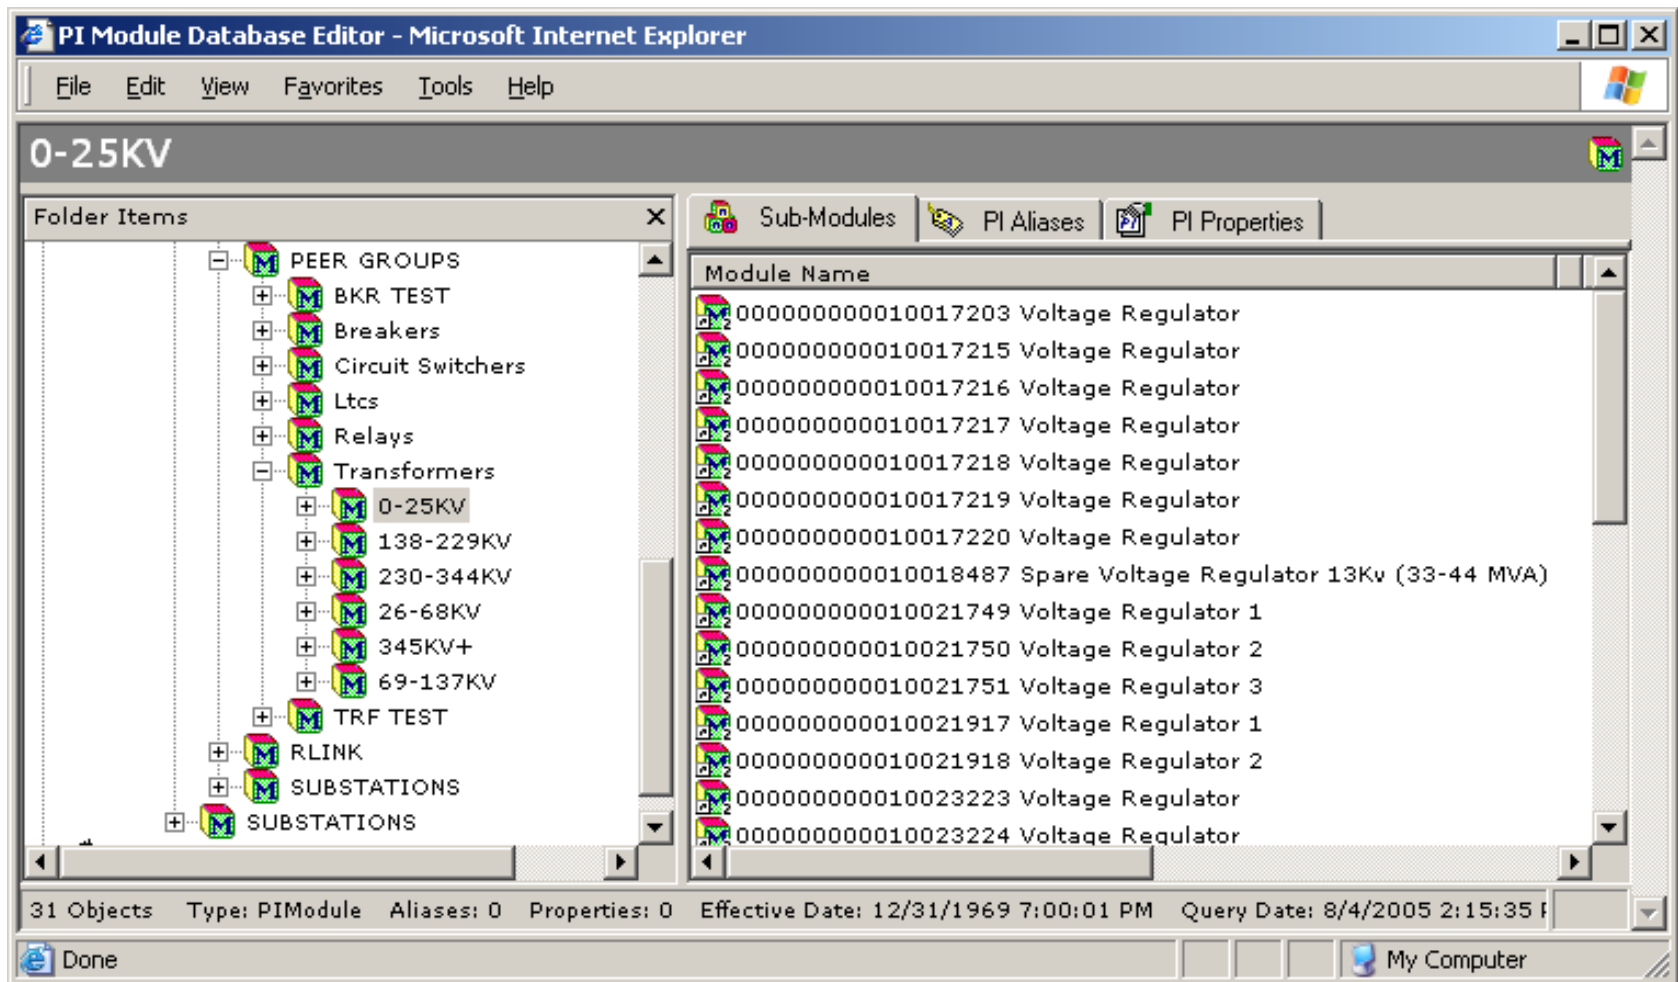 PI Module Database Editor - Microsoft Internet Explorer
File Edit View Favorites Tools Help
0-25KV
Folder Items
PEER GROUPS
BKR TEST
Breakers
Circuit Switchers
Ltcs
Relays
Transformers
0-25KV
138-229KV
230-344KV
26-68KV
345KV+
69-137KV
TRF TEST
RLINK
SUBSTATIONS
SUBSTATIONS
Sub-Modules PI Aliases PI Properties
Module Name
000000000010017203 Voltage Regulator
000000000010017215 Voltage Regulator
000000000010017216 Voltage Regulator
000000000010017217 Voltage Regulator
000000000010017218 Voltage Regulator
000000000010017219 Voltage Regulator
000000000010017220 Voltage Regulator
000000000010018487 Spare Voltage Regulator 13Kv (33-44 MVA)
000000000010021749 Voltage Regulator 1
000000000010021750 Voltage Regulator 2
000000000010021751 Voltage Regulator 3
000000000010021917 Voltage Regulator 1
000000000010021918 Voltage Regulator 2
000000000010023223 Voltage Regulator
000000000010023224 Voltage Regulator
31 Objects Type: PIModule Aliases: 0 Properties: 0 Effective Date: 12/31/1969 7:00:01 PM Query Date: 8/4/2005 2:15:35
Done My Computer